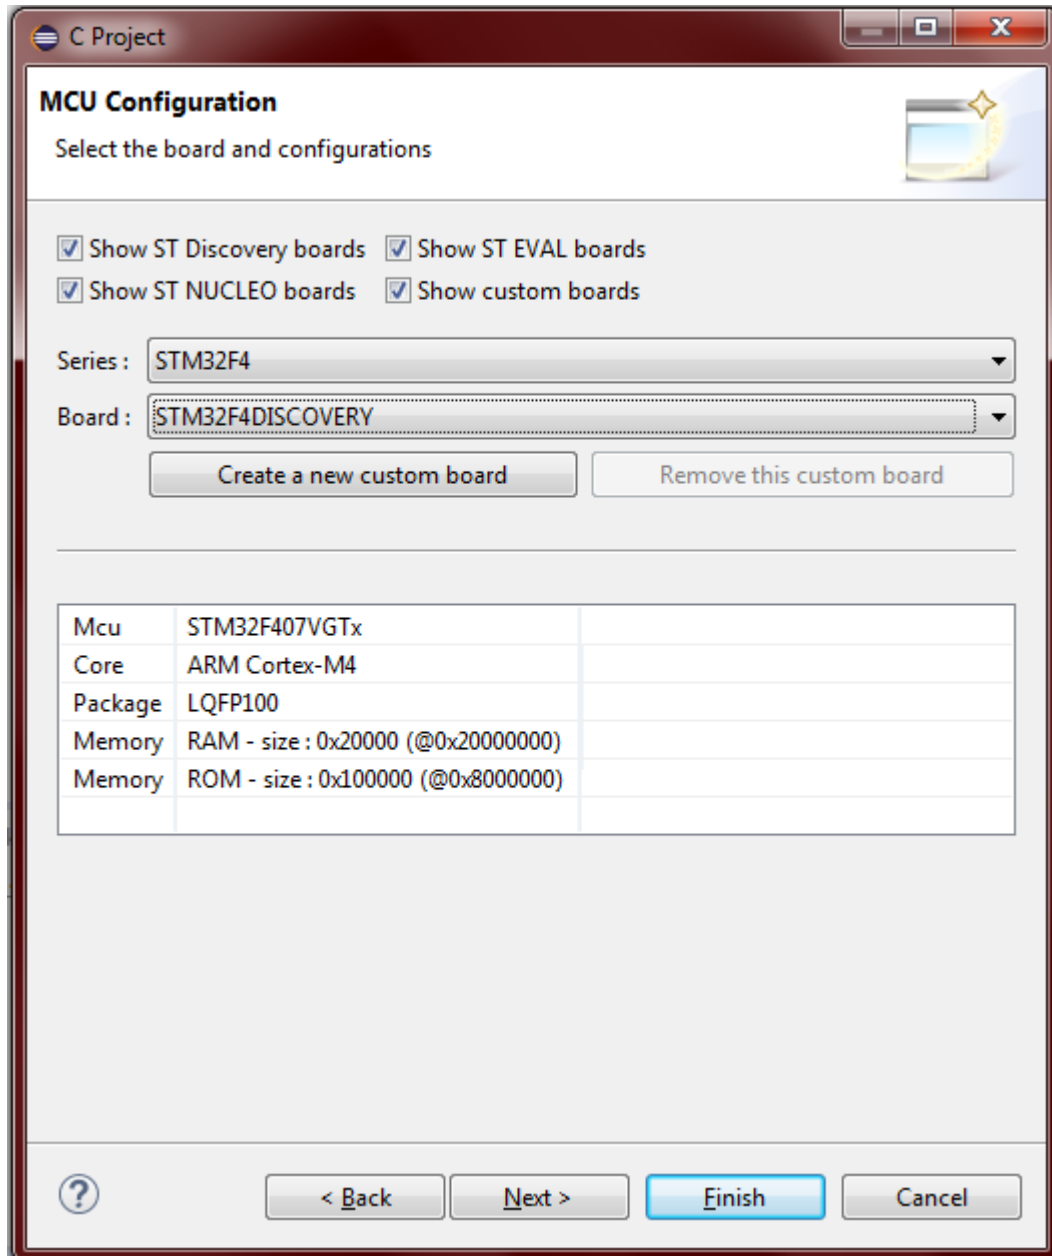 C Project
MCU Configuration
Select the board and configurations
Show ST Discovery boards Show ST EVAL boards
Show ST NUCLEO boards Show custom boards
Series : STM32F4
Board : STM32F4DISCOVERY
Create a new custom board Remove this custom board
Mcu STM32F407VGTx
Core ARM Cortex-M4
Package LQFP100
Memory RAM - size : 0x20000 (@0x20000000)
Memory ROM - size : 0x100000 (@0x8000000)
? < Back Next > Finish Cancel